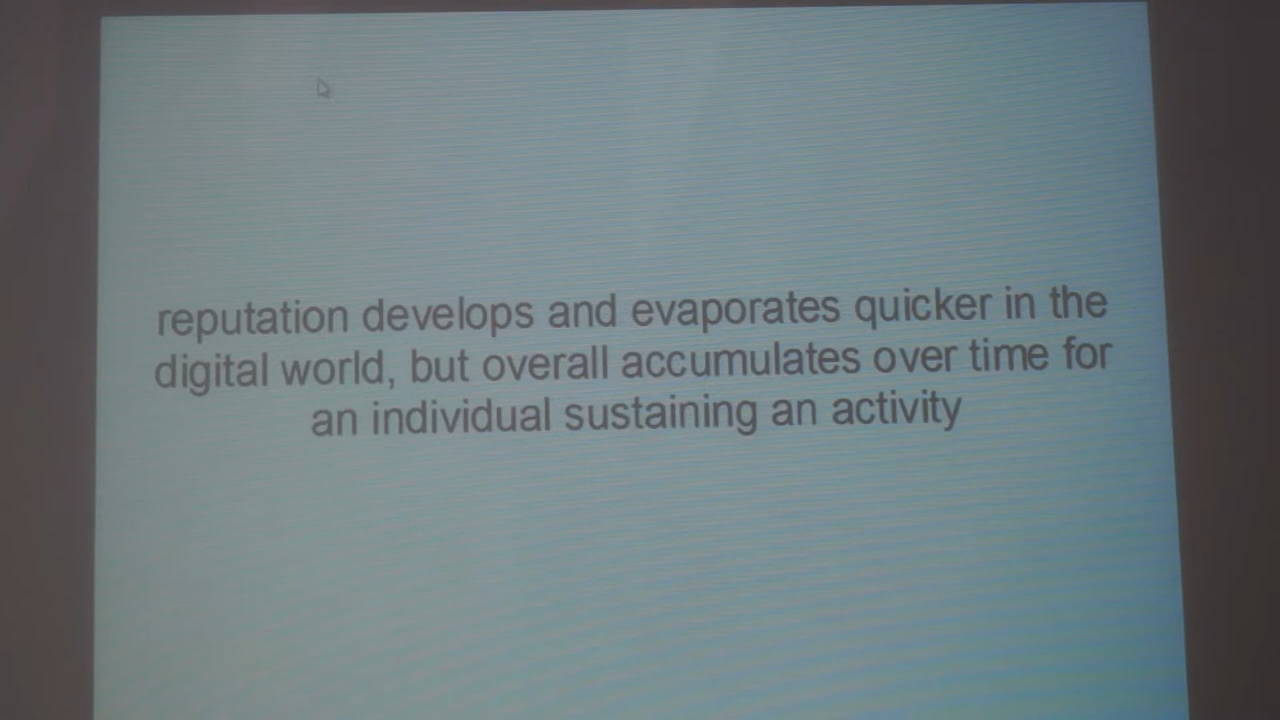 reputation develops and evaporates quicker in the
digital world, but overall accumulates over time for
an individual sustaining an activity